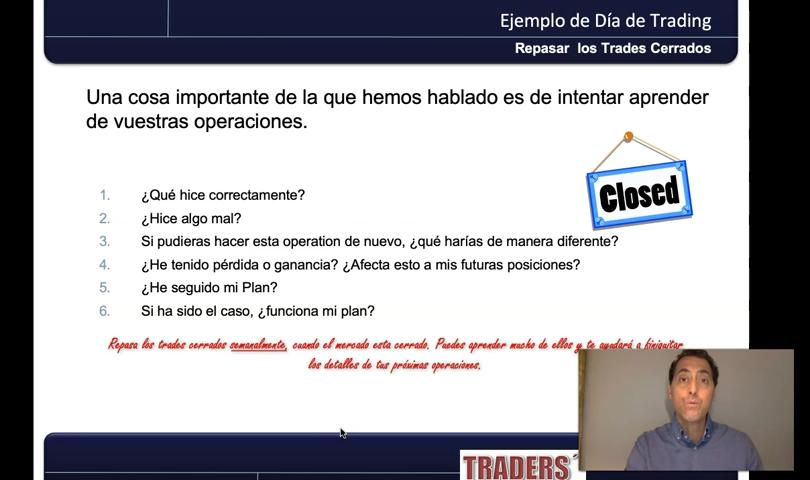 Ejemplo de Día de Trading
Repasar los Trades Cerrados
Una cosa importante de la que hemos hablado es de intentar aprender
de vuestras operaciones.
Closed
1. ¿Qué hice correctamente?
2. ¿Hice algo mal?
3. Si pudieras hacer esta operation de nuevo, ¿qué harías de manera diferente?
4. ¿He tenido pérdida o ganancia? ¿Afecta esto a mis futuras posiciones?
5. ¿He seguido mi Plan?
6. Si ha sido el caso, ¿funciona mi plan?
Repasa los trades cerrados semanalmente, cuando el mercado esta cerrado. Puedes aprender mucho de ellos y te ayudará a finiquitar
los detalles de tus próximas operaciones.
TRADERS